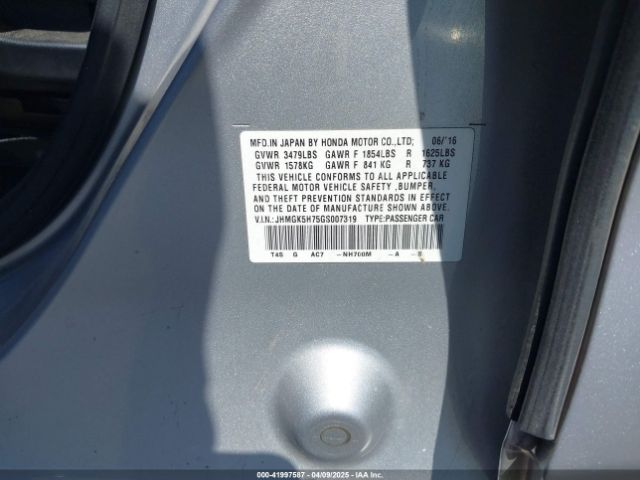 MFD.IN JAPAN BY HONDA MOTOR CO.,LTD; 06/'16
GVWR 3479LBS GAWR F 1854LBS R 1625LBS
GVWR 1578KG GAWR F 841 KG R 737 KG
THIS VEHICLE CONFORMS TO ALL APPLICABLE
FEDERAL MOTOR VEHICLE SAFETY ,BUMPER,
AND THEFT PREVENTION STANDARDS IN EFFECT
ON THE DATE OF MANUFACTURE SHOWN ABOVE.
V.I.N.:JHMGK5H75GS007319 TYPE:PASSENGER CAR
G AC7 -NH700M -A
000-41997587 04/09/2025 IAAI.COM